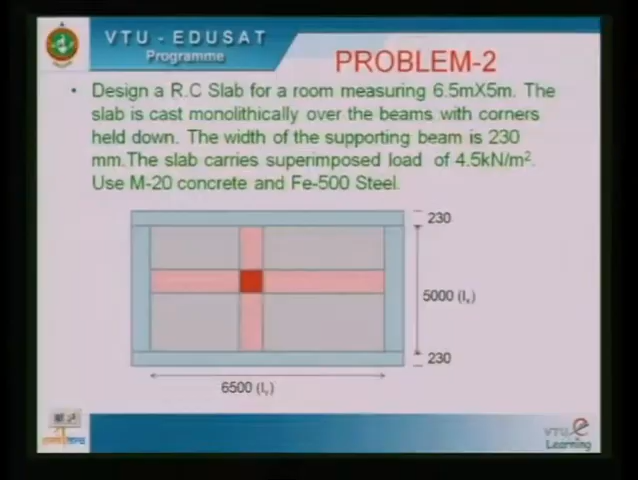 VTU - EDUSAT
Programme
PROBLEM-2
• Design a R.C Slab for a room measuring 6.5mX5m. The
slab is cast monolithically over the beams with corners
held down. The width of the supporting beam is 230
mm.The slab carries superimposed load of 4.5kN/m2.
Use M-20 concrete and Fe-500 Steel.
230
5000 (lx)
230
6500 (ly)
VTU e
Learning